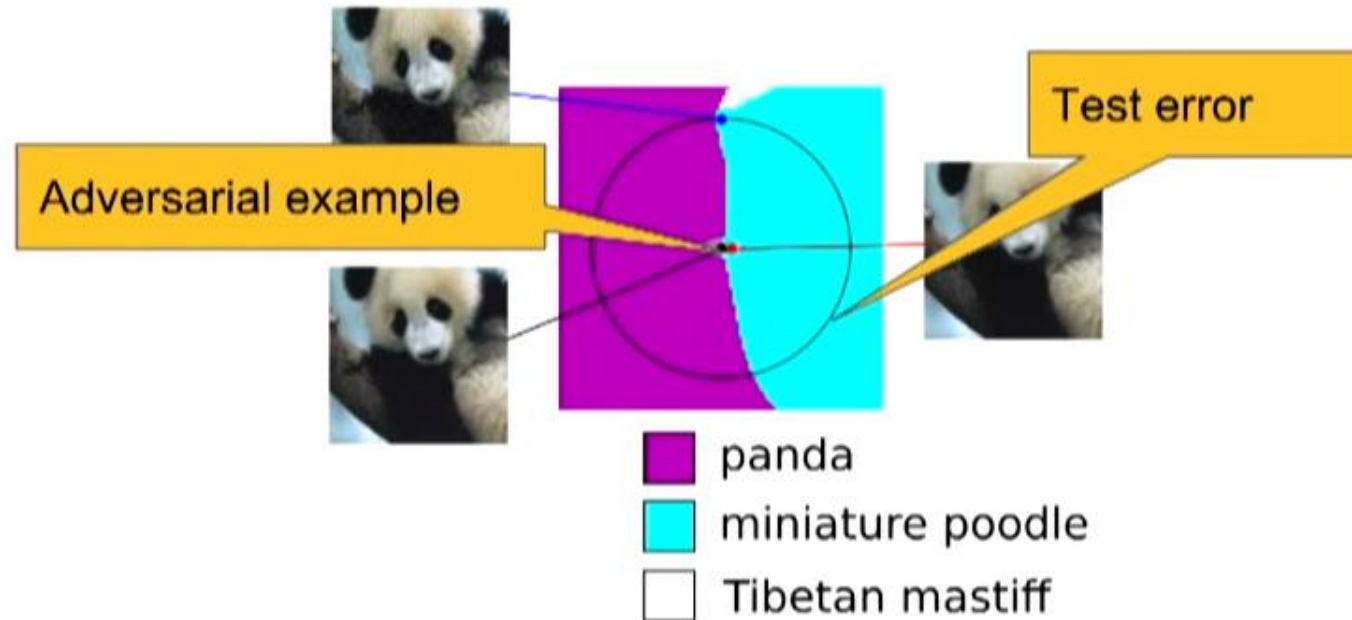 Test error
Adversarial example
panda
miniature poodle
Tibetan mastiff